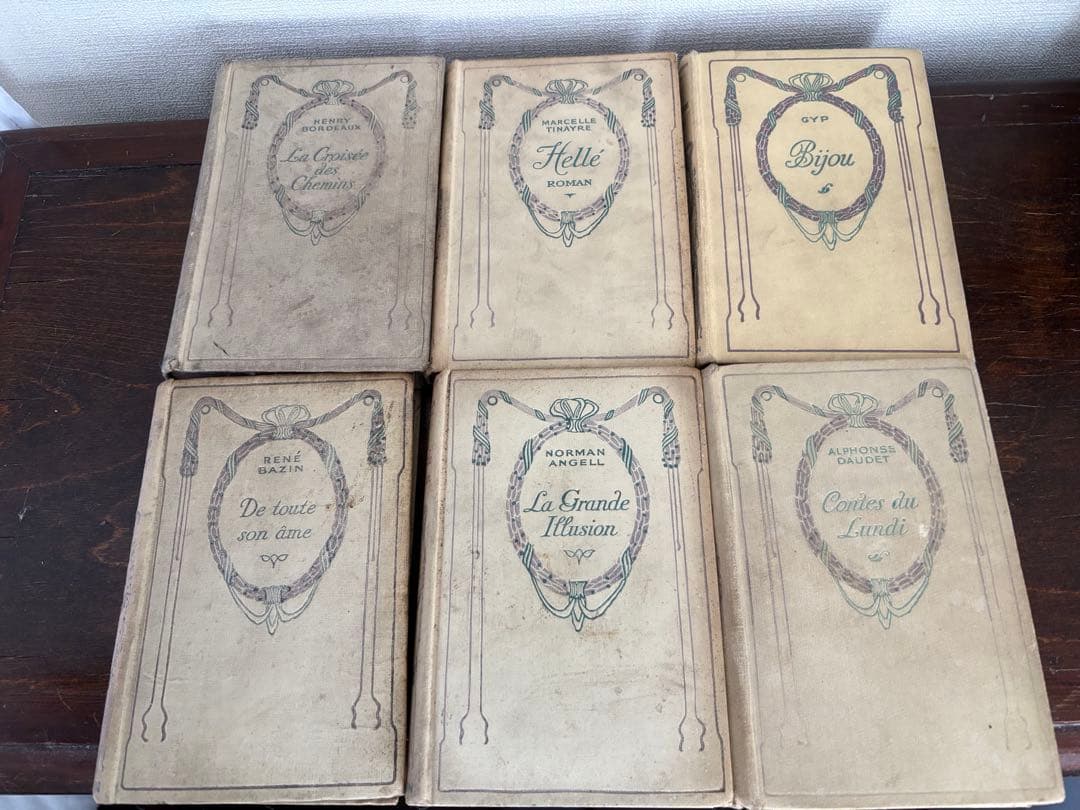 HENRY
BORDEAUX
La Croisée
des
Chemins
MARCELLE
TINAYRE
Hellé
ROMAN
GYP
Bijou
RENÉ
BAZIN
De toute
son âme
NORMAN
ANGELL
La Grande
Illusion
ALPHONSE
DAUDET
Contes du
Lundi